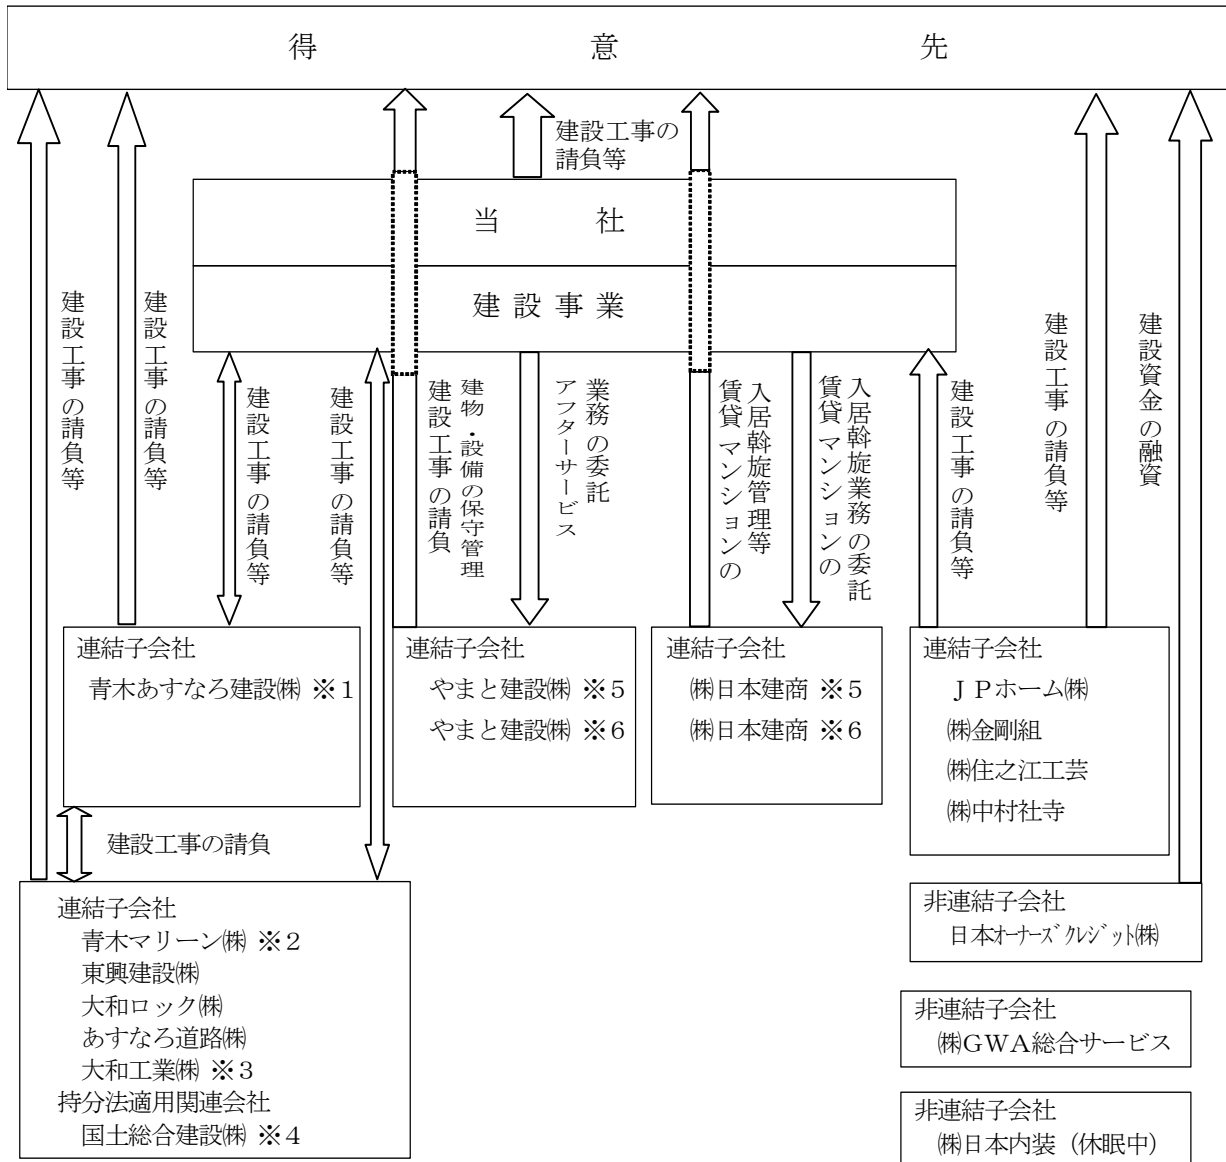 得意先
建設工事の
請負等
当社
建設事業
建設工事の請負等
建設工事の請負等
建設工事の請負等
建設工事の請負等
建物・設備の保守管理
建設工事の請負
業務の委託
アフターサービス
入居斡旋管理等
賃貸マンションの
入居斡旋業務の委託
賃貸マンションの
建設工事の請負等
建設工事の請負等
建設資金の融資
連結子会社
青木あすなろ建設㈱ ※1
連結子会社
やまと建設㈱ ※5
やまと建設㈱ ※6
連結子会社
㈱日本建商 ※5
㈱日本建商 ※6
連結子会社
ＪＰホーム㈱
㈱金剛組
㈱住之江工芸
㈱中村社寺
建設工事の請負
連結子会社
青木マリーン㈱ ※2
東興建設㈱
大和ロック㈱
あすなろ道路㈱
大和工業㈱ ※3
持分法適用関連会社
国土総合建設㈱ ※4
非連結子会社
日本ｵｰﾅｰｽﾞｸﾚｼﾞｯﾄ㈱
非連結子会社
㈱GWA総合サービス
非連結子会社
㈱日本内装（休眠中）